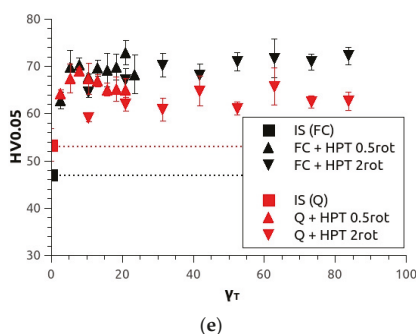 80
70
60
50
40
30
HV0.05
IS (FC)
FC + HPT 0.5rot
FC + HPT 2rot
IS (Q)
Q + HPT 0.5rot
Q + HPT 2rot
0 20 40 60 80 100
γT
(e)